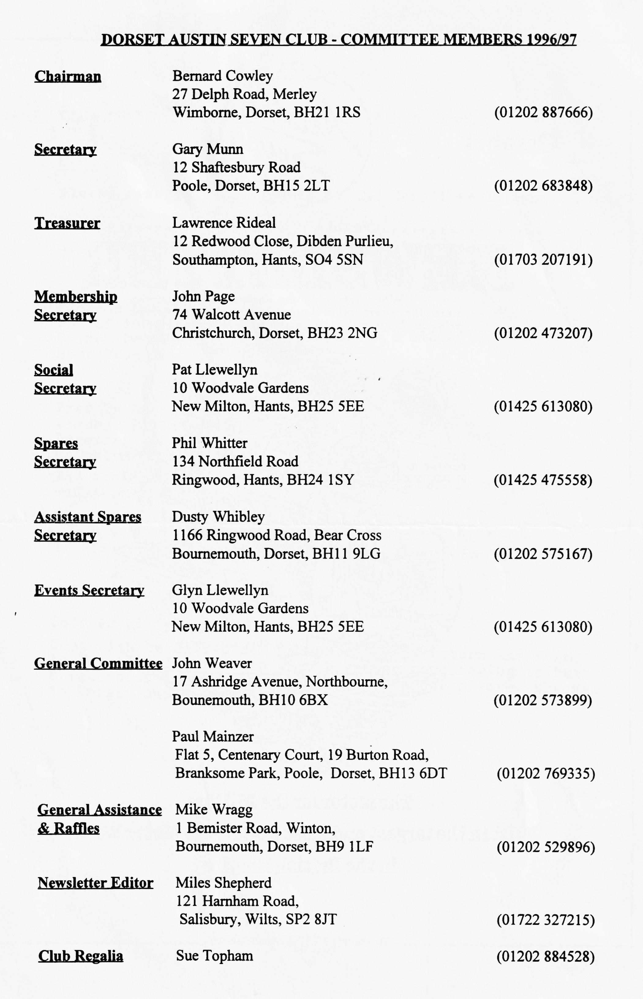 DORSET AUSTIN SEVEN CLUB - COMMITTEE MEMBERS 1996/97
Chairman Bernard Cowley
27 Delph Road, Merley
Wimborne, Dorset, BH21 1RS (01202 887666)
Secretary Gary Munn
12 Shaftesbury Road
Poole, Dorset, BH15 2LT (01202 683848)
Treasurer Lawrence Rideal
12 Redwood Close, Dibden Purlieu,
Southampton, Hants, SO4 5SN (01703 207191)
Membership John Page
Secretary 74 Walcott Avenue
Christchurch, Dorset, BH23 2NG (01202 473207)
Social Pat Llewellyn
Secretary 10 Woodvale Gardens
New Milton, Hants, BH25 5EE (01425 613080)
Spares Phil Whitter
Secretary 134 Northfield Road
Ringwood, Hants, BH24 1SY (01425 475558)
Assistant Spares Dusty Whibley
Secretary 1166 Ringwood Road, Bear Cross
Bournemouth, Dorset, BH11 9LG (01202 575167)
Events Secretary Glyn Llewellyn
10 Woodvale Gardens
New Milton, Hants, BH25 5EE (01425 613080)
General Committee John Weaver
17 Ashridge Avenue, Northbourne,
Bounemouth, BH10 6BX (01202 573899)
Paul Mainzer
Flat 5, Centenary Court, 19 Burton Road,
Branksome Park, Poole, Dorset, BH13 6DT (01202 769335)
General Assistance Mike Wragg
& Raffles 1 Bemister Road, Winton,
Bournemouth, Dorset, BH9 1LF (01202 529896)
Newsletter Editor Miles Shepherd
121 Harnham Road,
Salisbury, Wilts, SP2 8JT (01722 327215)
Club Regalia Sue Topham (01202 884528)